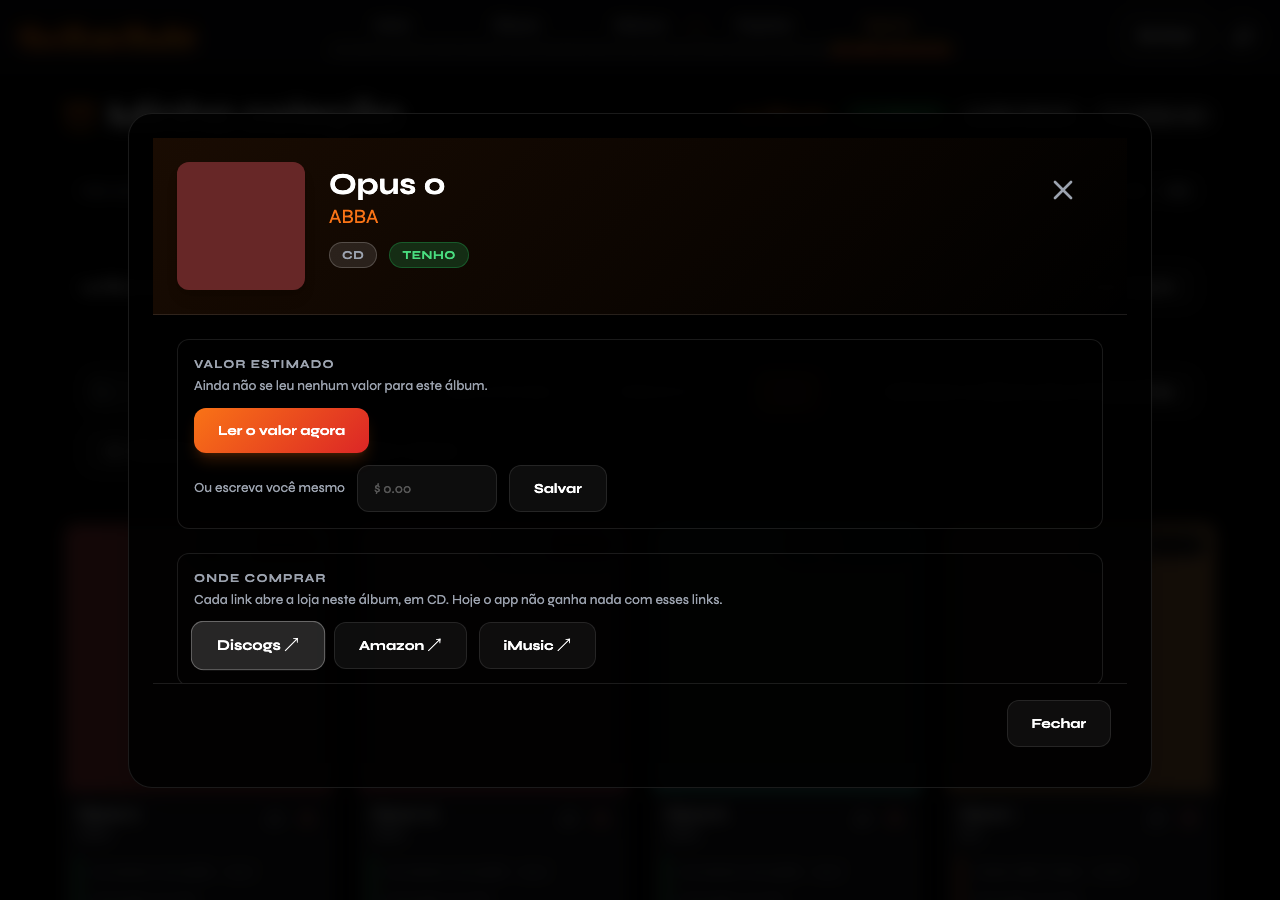 Opus 0
ABBA
CD
TENHO
VALOR ESTIMADO
Ainda não se leu nenhum valor para este álbum.
Ler o valor agora
Ou escreva você mesmo
$ 0.00
Salvar
ONDE COMPRAR
Cada link abre a loja neste álbum, em CD. Hoje o app não ganha nada com esses links.
Discogs ↗
Amazon ↗
iMusic ↗
Fechar